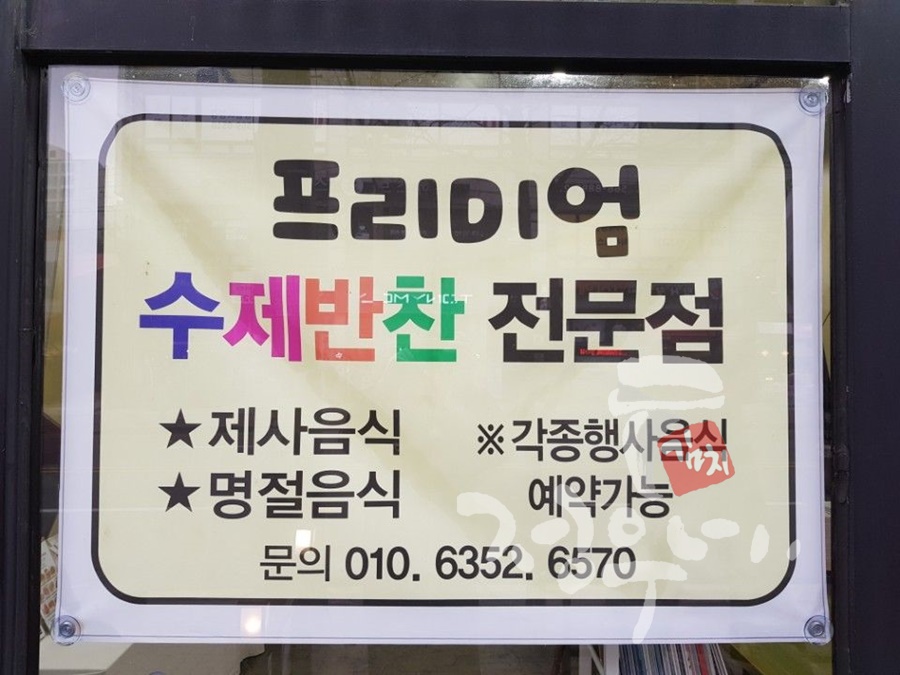 프리미엄
수제반찬 전문점
★제사음식
★명절음식
※각종행사음식
예약가능
문의 010. 6352. 6570